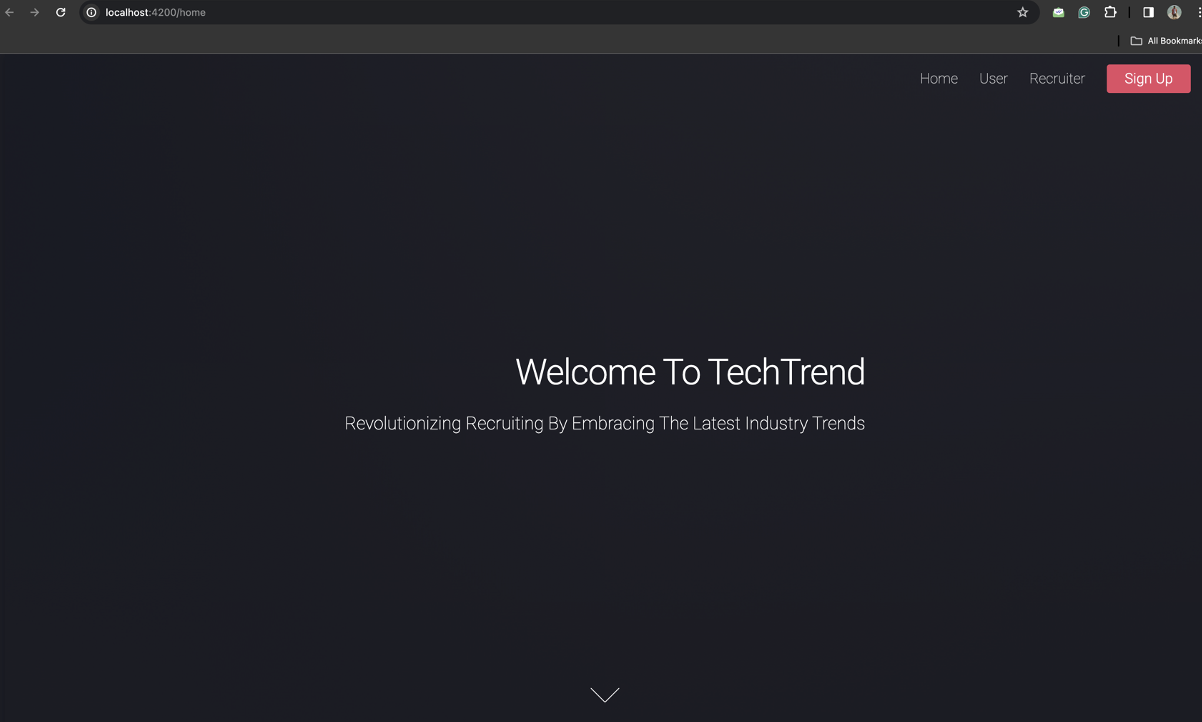 localhost:4200/home
All Bookmark
Home User Recruiter Sign Up
Welcome To TechTrend
Revolutionizing Recruiting By Embracing The Latest Industry Trends